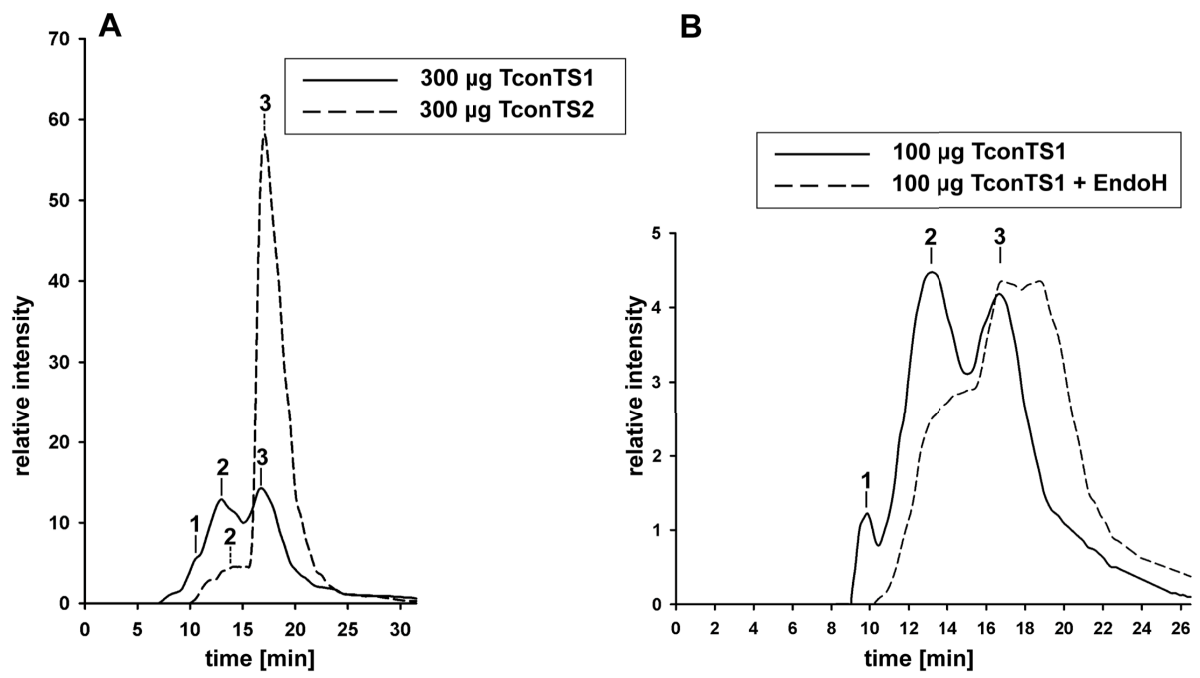 A
300 µg TconTS1
300 µg TconTS2
70
60
50
40
30
20
10
0
relative intensity
1
2
3
2
3
0 5 10 15 20 25 30
time [min]
B
100 µg TconTS1
100 µg TconTS1 + EndoH
5
4
3
2
1
0
relative intensity
1
2
3
0 2 4 6 8 10 12 14 16 18 20 22 24 26
time [min]